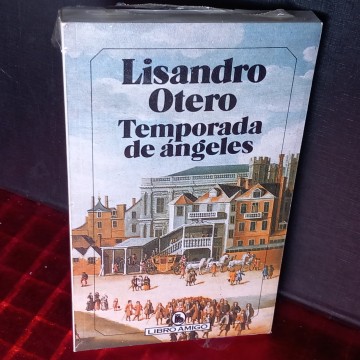 Lisandro
Otero
Temporada
de ángeles
LIBRO AMIGO